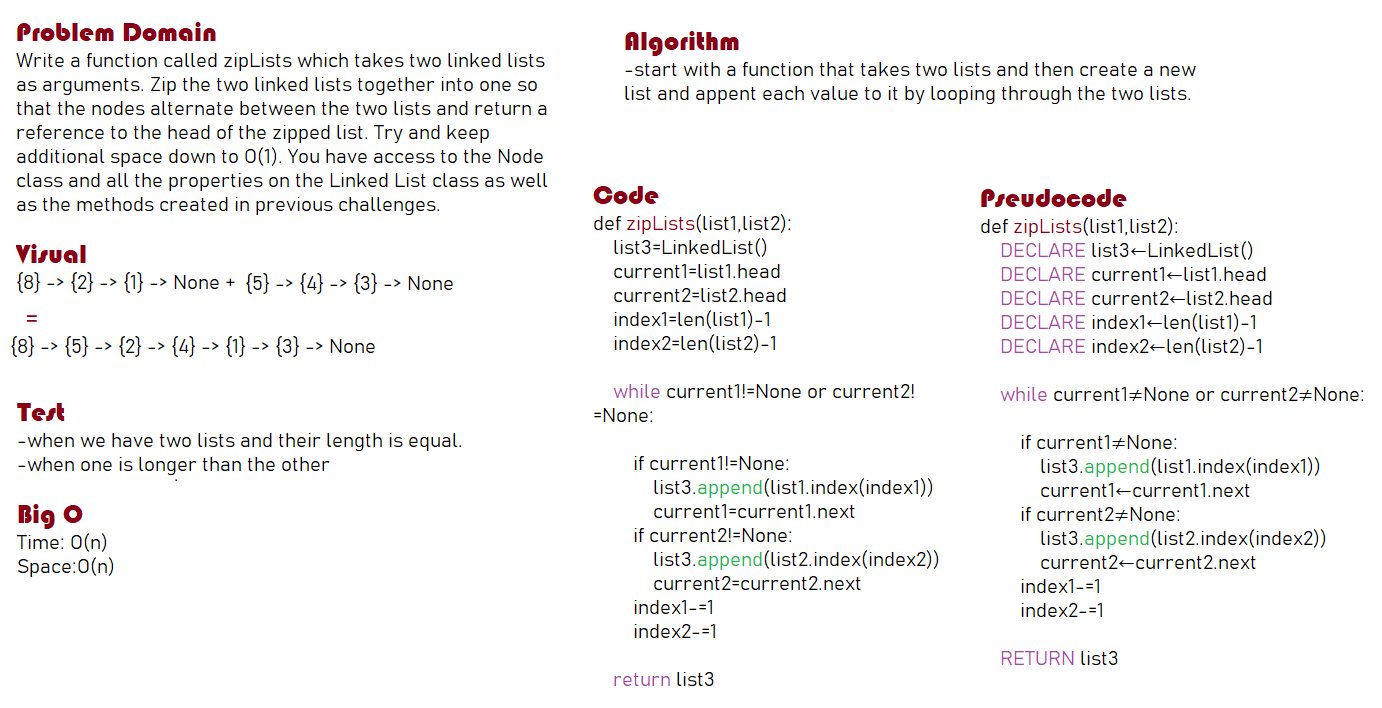 Problem Domain
Write a function called zipLists which takes two linked lists
as arguments. Zip the two linked lists together into one so
that the nodes alternate between the two lists and return a
reference to the head of the zipped list. Try and keep
additional space down to O(1). You have access to the Node
class and all the properties on the Linked List class as well
as the methods created in previous challenges.
Visual
{8} -> {2} -> {1} -> None + {5} -> {4} -> {3} -> None
=
{8} -> {5} -> {2} -> {4} -> {1} -> {3} -> None
Test
-when we have two lists and their length is equal.
-when one is longer than the other
Big O
Time: O(n)
Space:O(n)
Algorithm
-start with a function that takes two lists and then create a new
list and appent each value to it by looping through the two lists.
Code
def zipLists(list1,list2):
list3=LinkedList()
current1=list1.head
current2=list2.head
index1=len(list1)-1
index2=len(list2)-1
while current1!=None or current2!
=None:
if current1!=None:
list3.append(list1.index(index1))
current1=current1.next
if current2!=None:
list3.append(list2.index(index2))
current2=current2.next
index1-=1
index2-=1
return list3
Pseudocode
def zipLists(list1,list2):
DECLARE list3←LinkedList()
DECLARE current1←list1.head
DECLARE current2←list2.head
DECLARE index1←len(list1)-1
DECLARE index2←len(list2)-1
while current1≠None or current2≠None:
if current1≠None:
list3.append(list1.index(index1))
current1←current1.next
if current2≠None:
list3.append(list2.index(index2))
current2←current2.next
index1-=1
index2-=1
RETURN list3